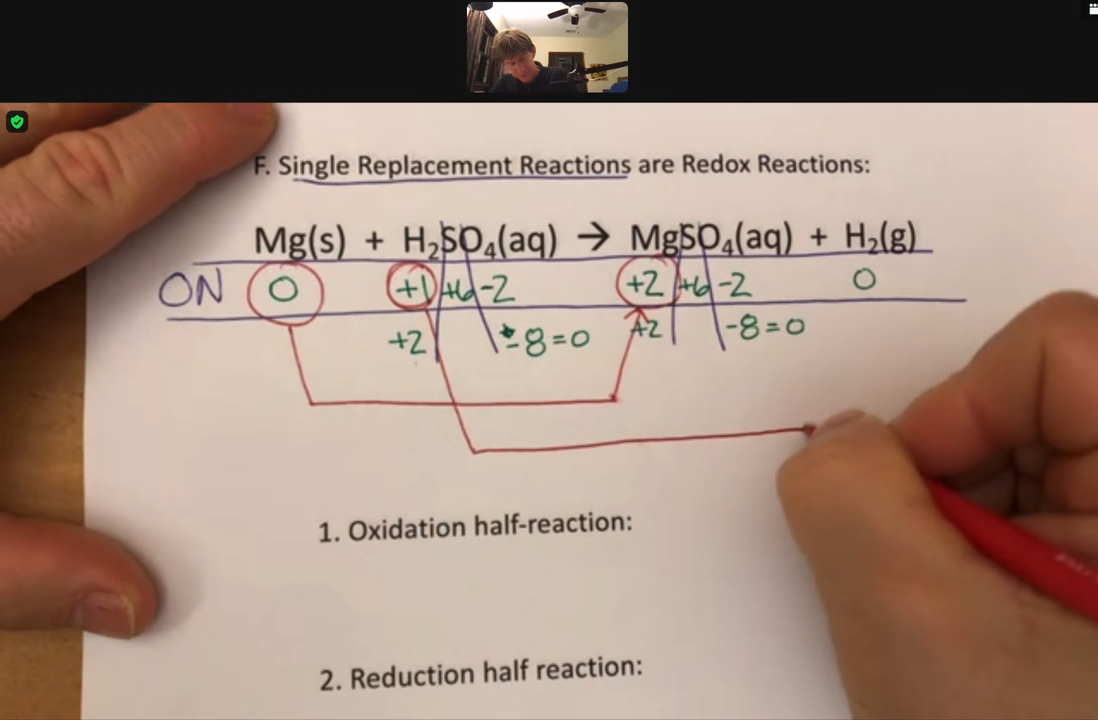 F. Single Replacement Reactions are Redox Reactions:
Mg(s) + H₂SO₄(aq) → MgSO₄(aq) + H₂(g)
ON 0 +1 +6 -2 +2 +6 -2 0
+2 -8=0 +2 -8=0
1. Oxidation half-reaction:
2. Reduction half reaction: